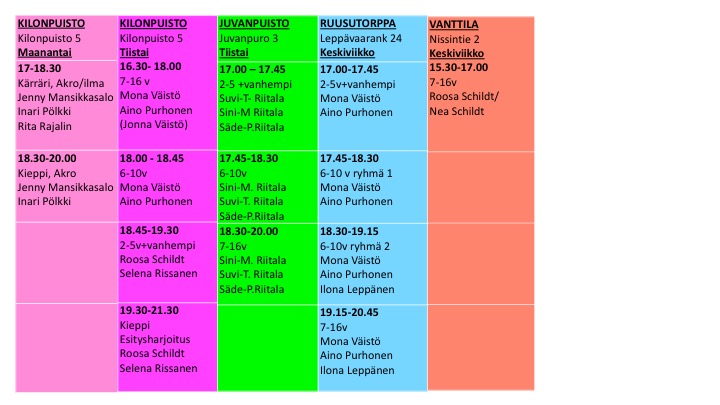 KILONPUISTO
Kilonpuisto 5
Maanantai
17-18.30
Kärräri, Akro/ilma
Jenny Mansikkasalo
Inari Pölkki
Rita Rajalin
18.30-20.00
Kieppi, Akro
Jenny Mansikkasalo
Inari Pölkki
KILONPUISTO
Kilonpuisto 5
Tiistai
16.30- 18.00
7-16 v
Mona Väistö
Aino Purhonen
(Jonna Väistö)
18.00 - 18.45
6-10v
Mona Väistö
Aino Purhonen
18.45-19.30
2-5v+vanhempi
Roosa Schildt
Selena Rissanen
19.30-21.30
Kieppi
Esitysharjoitus
Roosa Schildt
Selena Rissanen
JUVANPUISTO
Juvanpuro 3
Tiistai
17.00 – 17.45
2-5 +vanhempi
Suvi-T- Riitala
Sini-M Riitala
Säde-P.Riitala
17.45-18.30
6-10v
Sini-M. Riitala
Suvi-T. Riitala
Säde-P.Riitala
18.30-20.00
7-16v
Sini-M. Riitala
Suvi-T. Riitala
Säde-P.Riitala
RUUSUTORPPA
Leppävaarank 24
Keskiviikko
17.00-17.45
2-5v+vanhempi
Mona Väistö
Aino Purhonen
17.45-18.30
6-10 v ryhmä 1
Mona Väistö
Aino Purhonen
18.30-19.15
6-10v ryhmä 2
Mona Väistö
Aino Purhonen
Ilona Leppänen
19.15-20.45
7-16v
Mona Väistö
Aino Purhonen
Ilona Leppänen
VANTTILA
Nissintie 2
Keskiviikko
15.30-17.00
7-16v
Roosa Schildt/
Nea Schildt